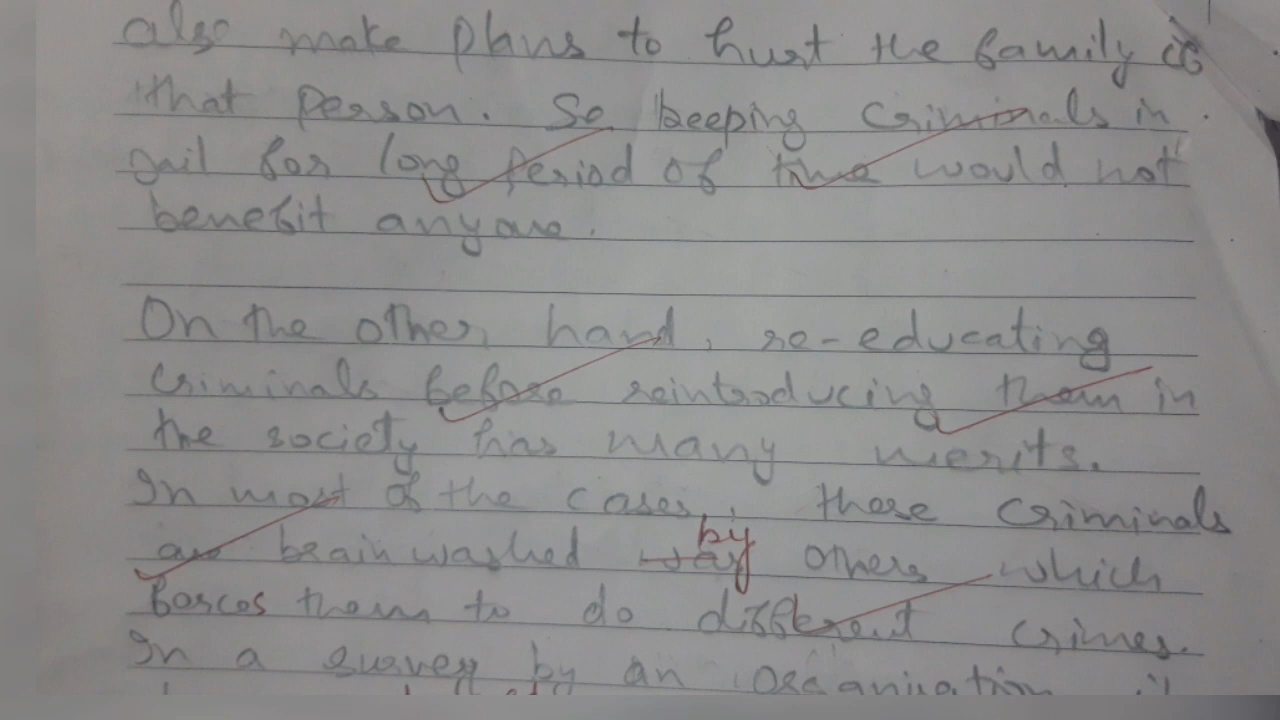 also make plans to hurt the family of
that person. So keeping criminals in
jail for long period of time would not
benefit anyone.
On the other hand, re-educating
criminals before reintroducing them in
the society has many merits.
In most of the cases, these criminals
by
are brainwashed others which
forces them to do different crimes.
In a survey by an organisation